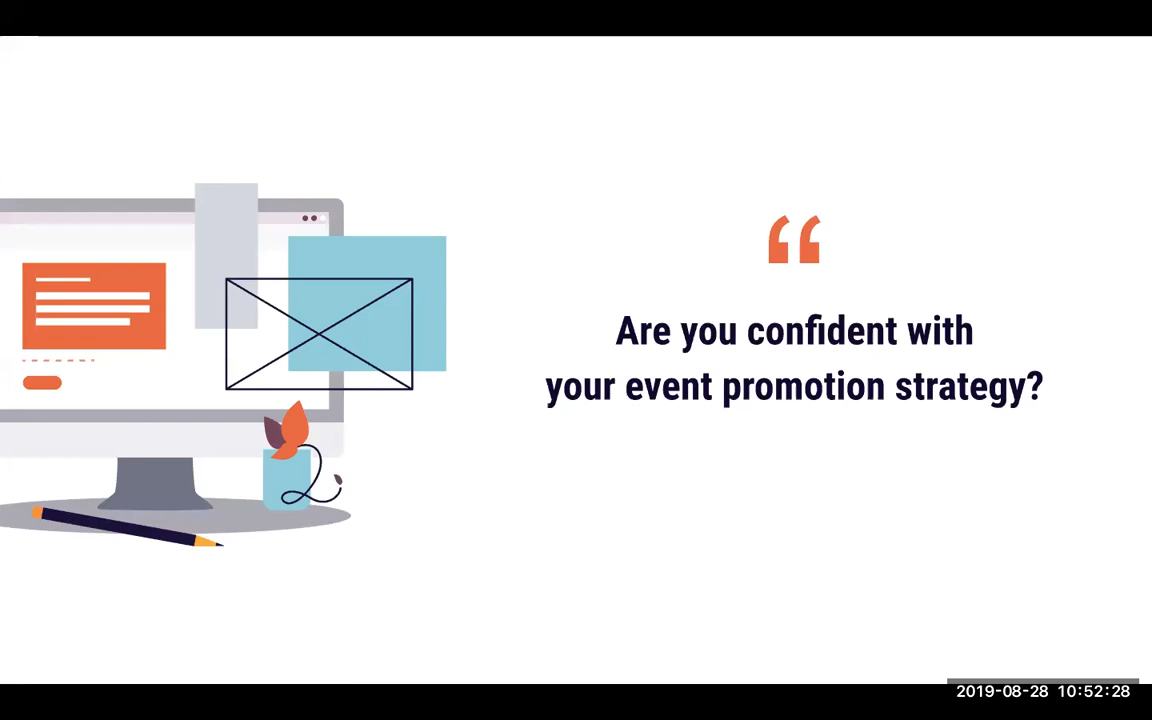 “
Are you confident with
your event promotion strategy?
2019-08-28 10:52:28